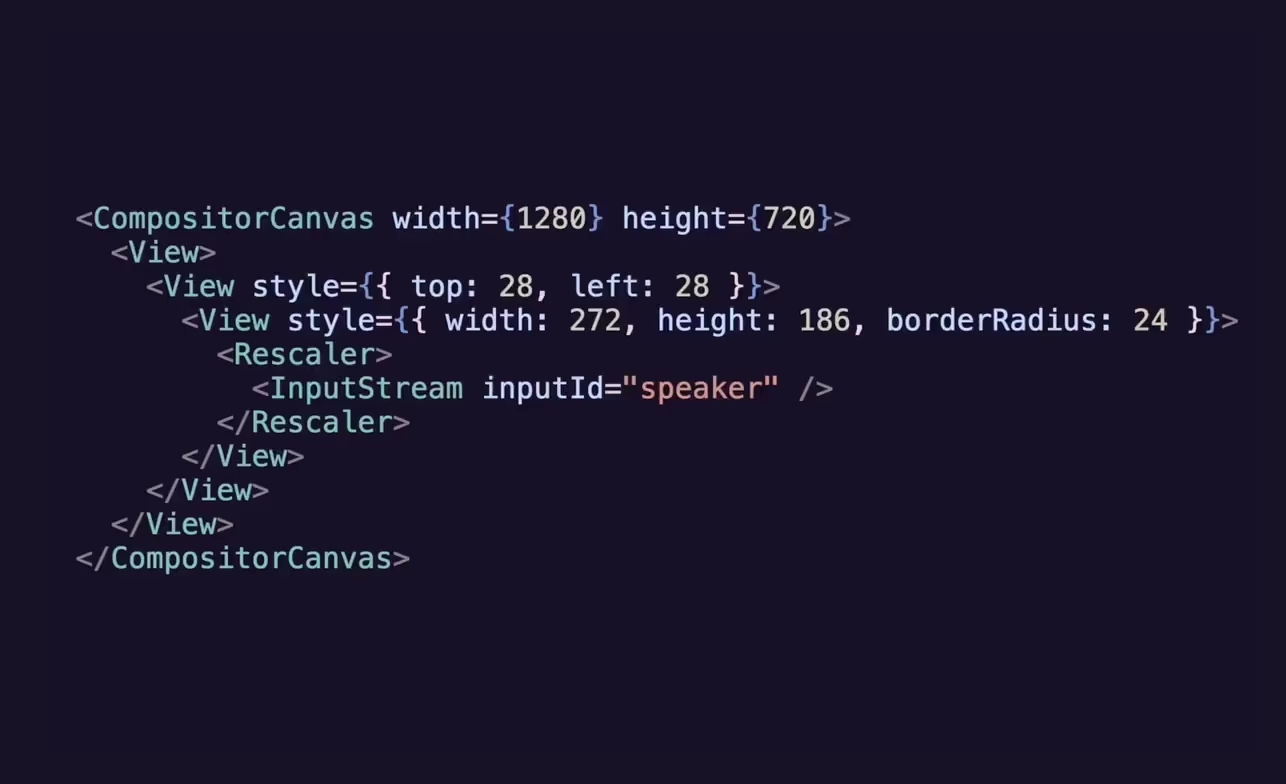 <CompositorCanvas width={1280} height={720}>
  <View>
    <View style={{ top: 28, left: 28 }}>
      <View style={{ width: 272, height: 186, borderRadius: 24 }}>
        <Rescaler>
          <InputStream inputId="speaker" />
        </Rescaler>
      </View>
    </View>
  </View>
</CompositorCanvas>